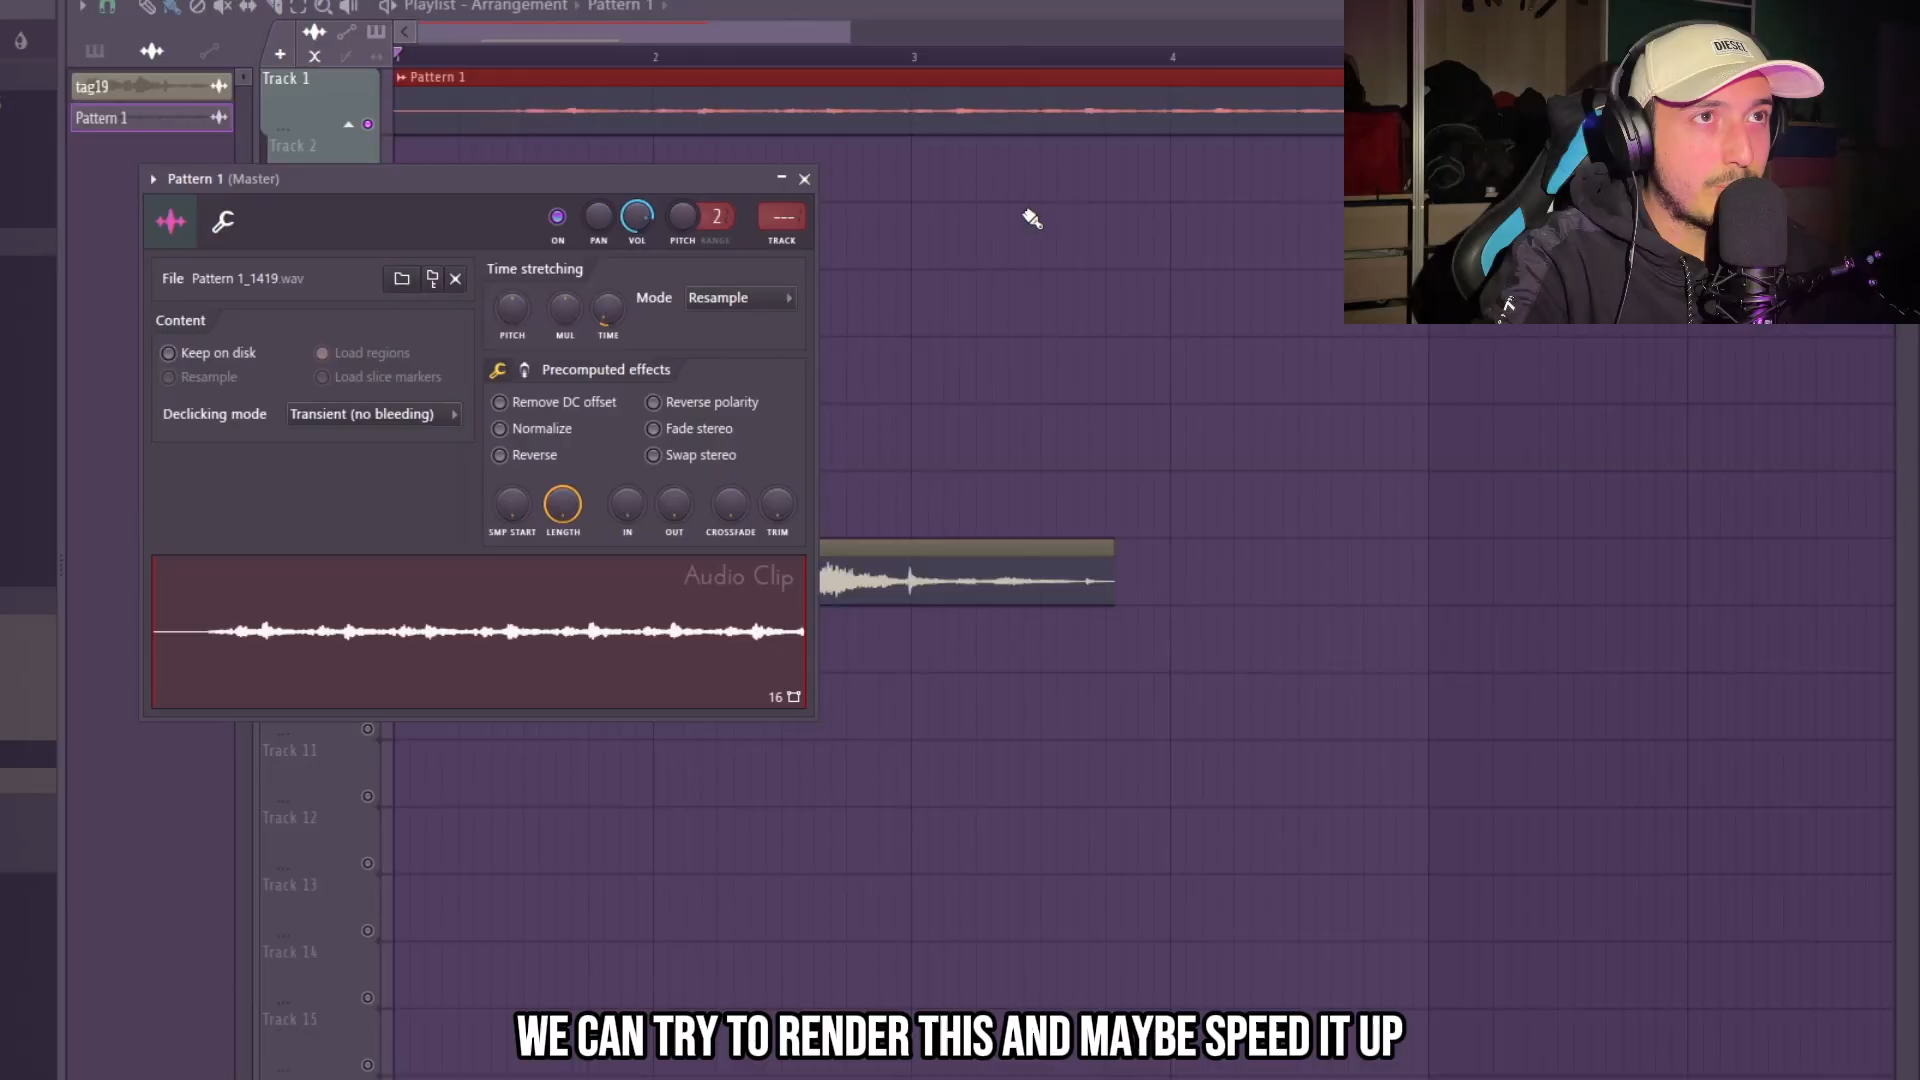 Playlist - Arrangement › Pattern 1 ›
2
3
4
tag19
Pattern 1
Track 1
Pattern 1
Track 2
DIESEL
Pattern 1 (Master)
2
---
ON
PAN
VOL
PITCH RANGE
TRACK
File Pattern 1_1419.wav
Time stretching
Mode Resample
PITCH
MUL
TIME
Content
Keep on disk
Load regions
Resample
Load slice markers
Declicking mode Transient (no bleeding)
Precomputed effects
Remove DC offset
Reverse polarity
Normalize
Fade stereo
Reverse
Swap stereo
SMP START
LENGTH
IN
OUT
CROSSFADE
TRIM
Audio Clip
16
Track 11
Track 12
Track 13
Track 14
Track 15
WE CAN TRY TO RENDER THIS AND MAYBE SPEED IT UP